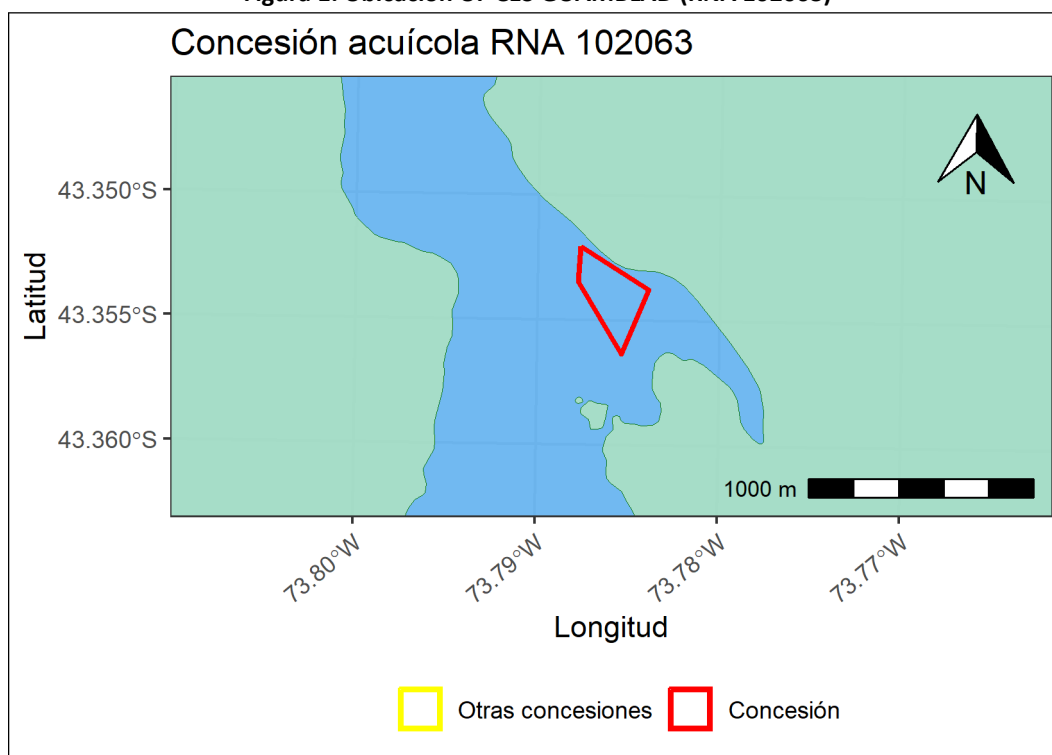 Concesión acuícola RNA 102063
N
43.350°S
43.355°S
43.360°S
Latitud
1000 m
73.80°W
73.79°W
73.78°W
73.77°W
Longitud
Otras concesiones
Concesión